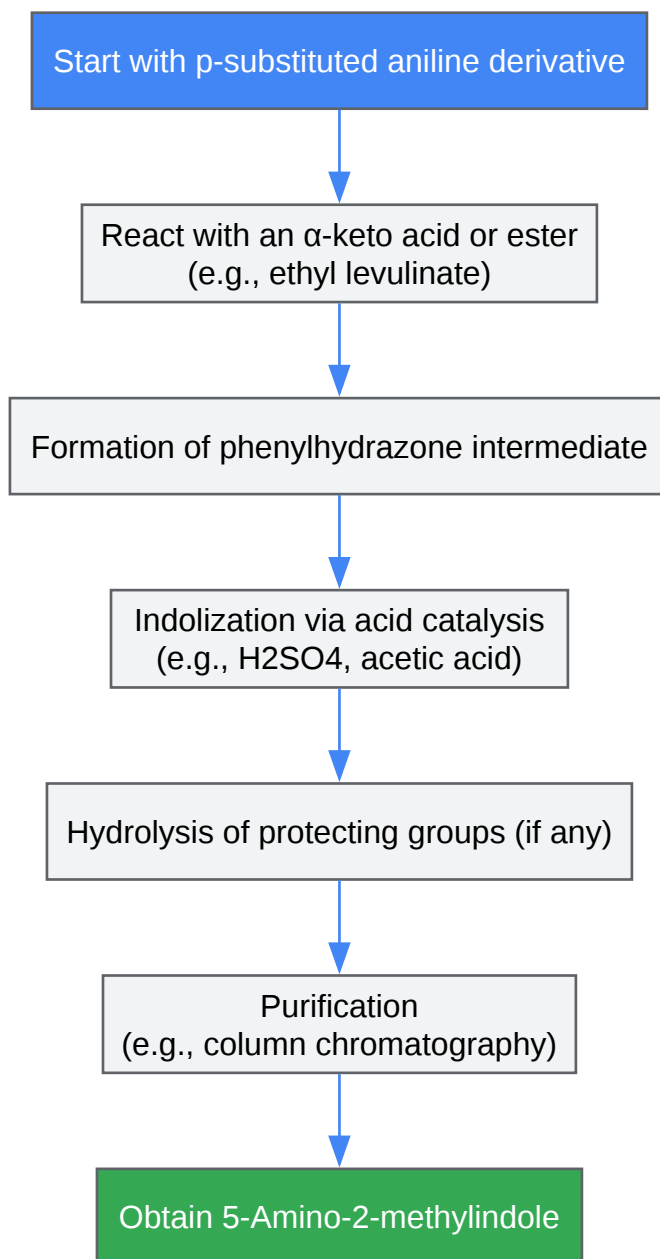 Start with p-substituted aniline derivative
React with an α-keto acid or ester
(e.g., ethyl levulinate)
Formation of phenylhydrazone intermediate
Indolization via acid catalysis
(e.g., H2SO4, acetic acid)
Hydrolysis of protecting groups (if any)
Purification
(e.g., column chromatography)
Obtain 5-Amino-2-methylindole